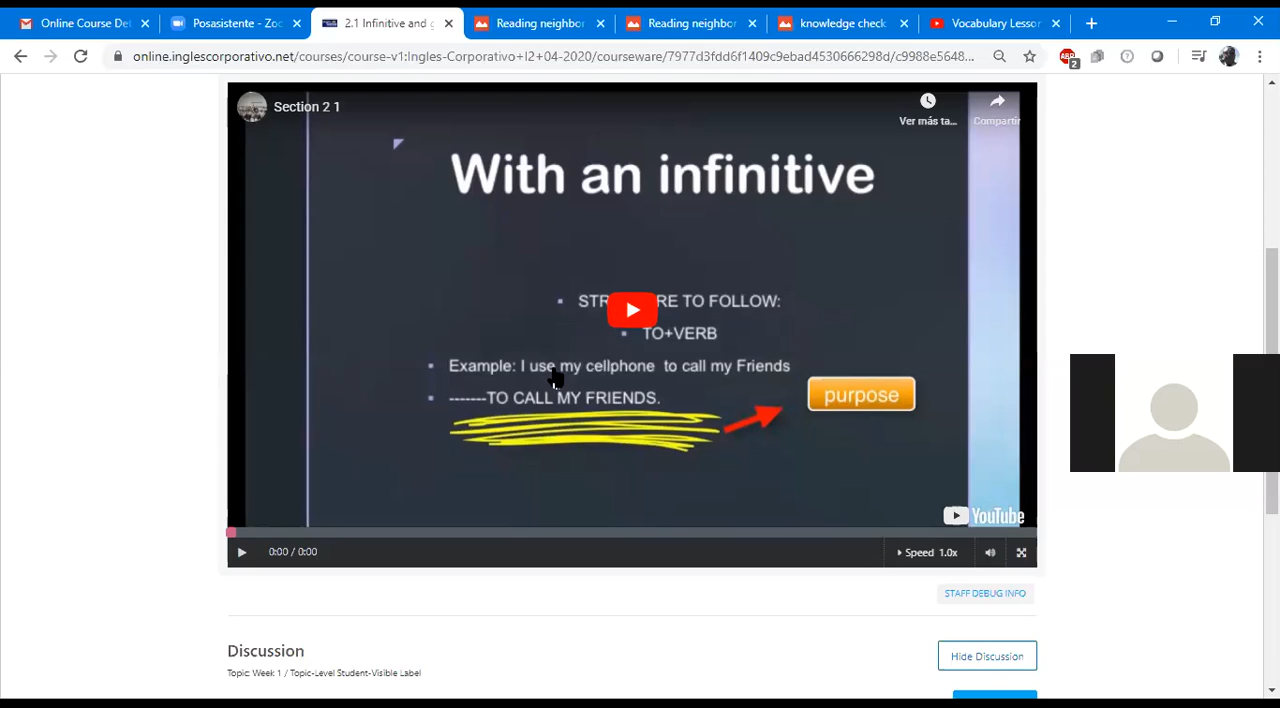 Online Course Det
Posasistente - Zoo
2.1 Infinitive and g
Reading neighbor
Reading neighbor
knowledge check
Vocabulary Lesson
online.inglescorporativo.net/courses/course-v1:Ingles-Corporativo+I2+04-2020/courseware/7977d3fdd6f1409c9ebad4530666298d/c9988e5648...
ABP
2
Section 2 1
Ver más ta...
Compartir
With an infinitive
TO FOLLOW:
TO+VERB
Example: I use my cellphone to call my Friends
-------TO CALL MY FRIENDS.
purpose
YouTube
0:00 / 0:00
Speed 1.0x
STAFF DEBUG INFO
Discussion
Hide Discussion
Topic: Week 1 / Topic-Level Student-Visible Label